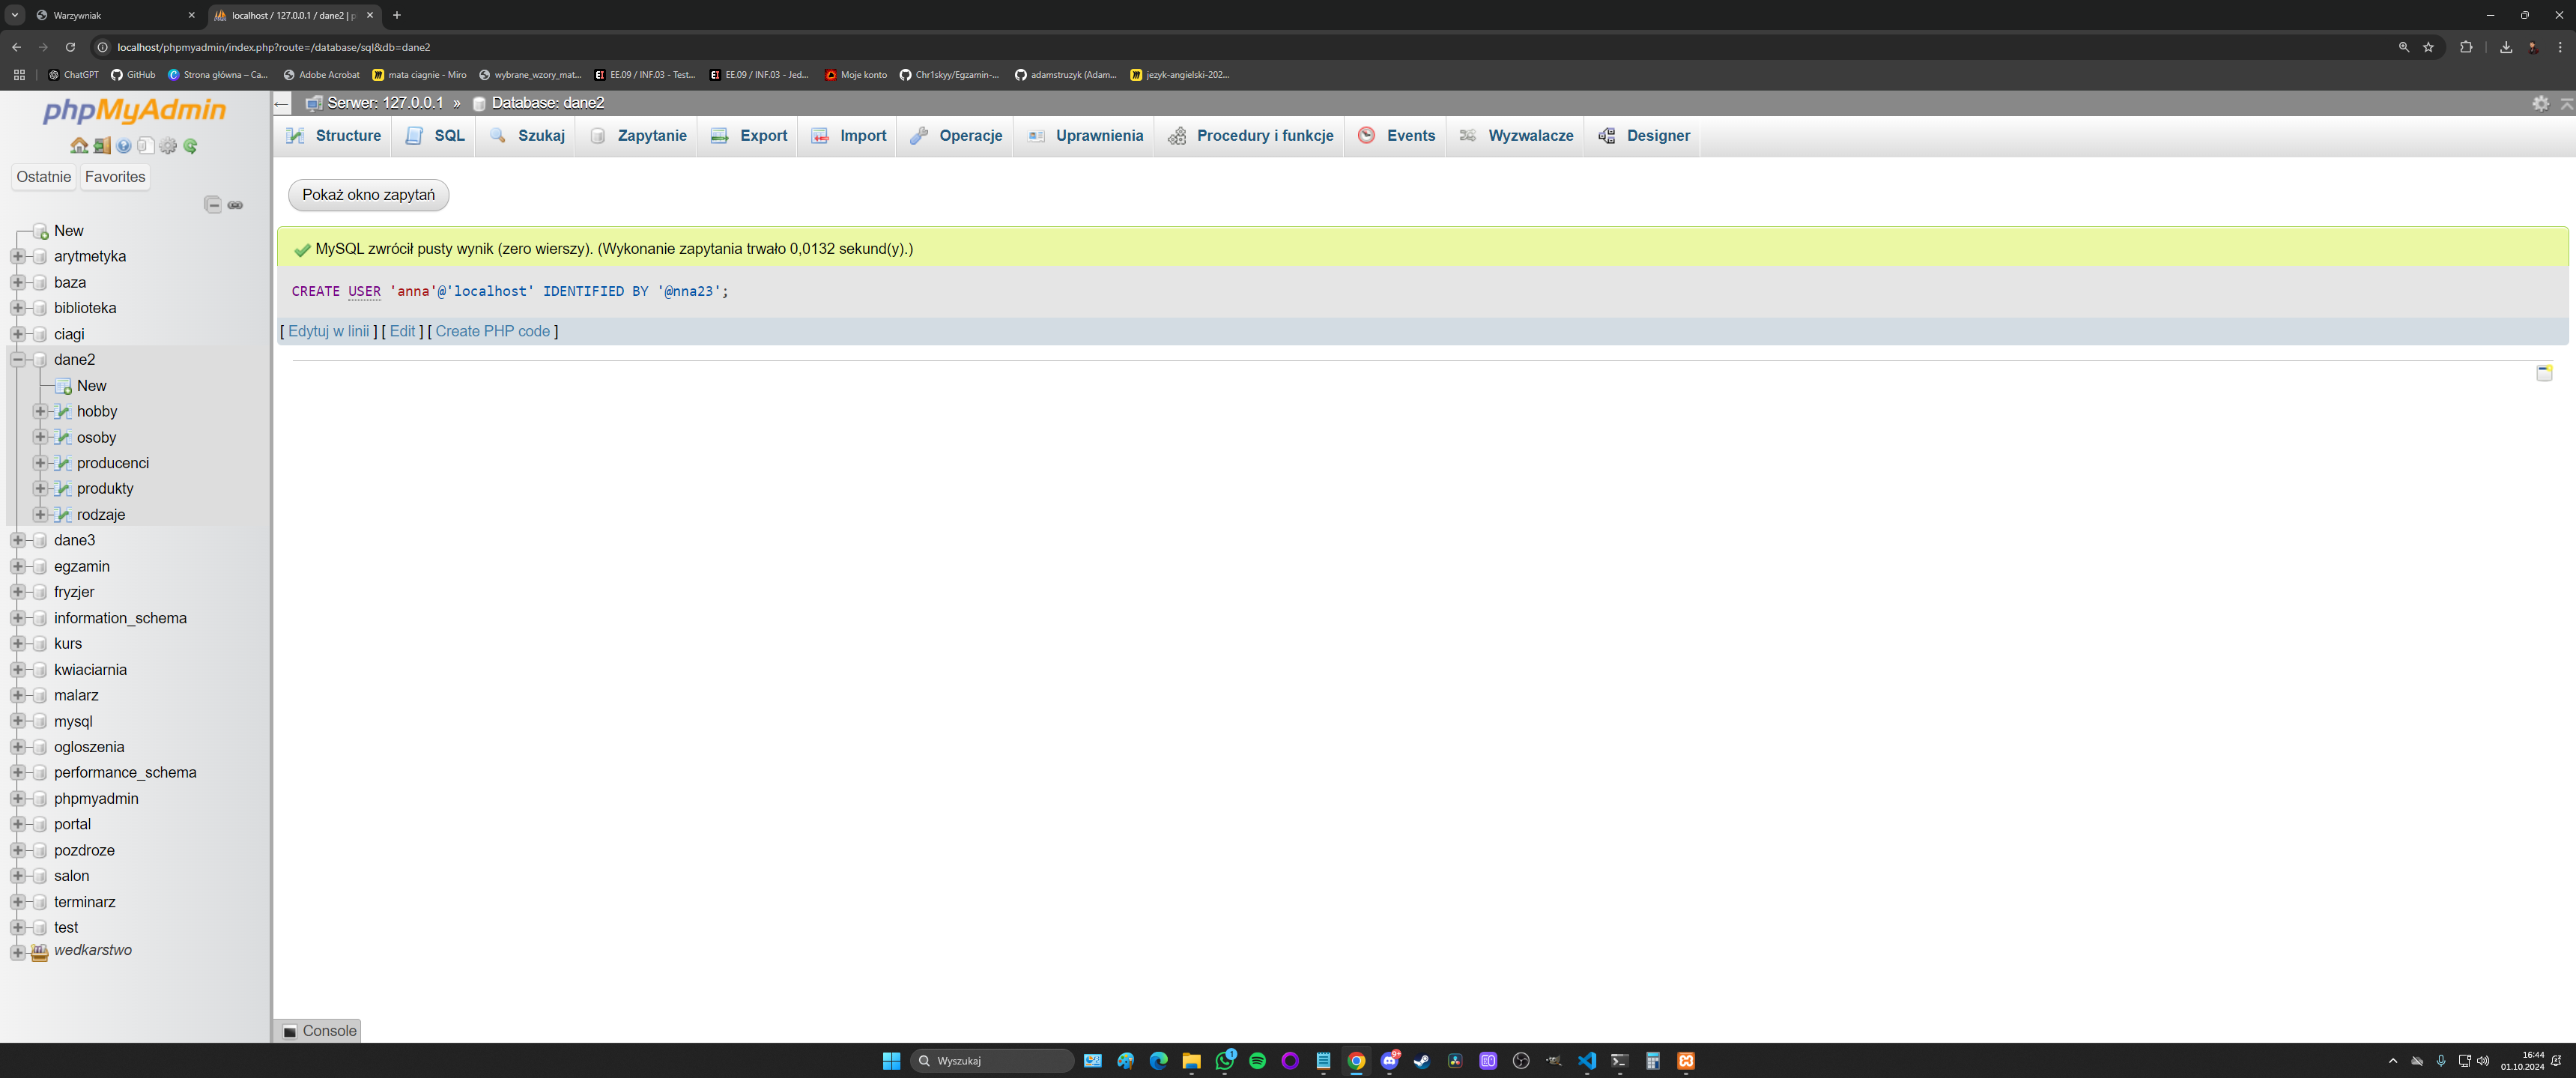 Warzywniak
localhost / 127.0.0.1 / dane2 | p
localhost/phpmyadmin/index.php?route=/database/sql&db=dane2
ChatGPT
GitHub
Strona główna – Ca...
Adobe Acrobat
mata ciagnie - Miro
wybrane_wzory_mat...
EE.09 / INF.03 - Test...
EE.09 / INF.03 - Jed...
Moje konto
Chr1skyy/Egzamin-...
adamstruzyk (Adam...
jezyk-angielski-202...
phpMyAdmin
Ostatnie
Favorites
New
arytmetyka
baza
biblioteka
ciagi
dane2
New
hobby
osoby
producenci
produkty
rodzaje
dane3
egzamin
fryzjer
information_schema
kurs
kwiaciarnia
malarz
mysql
ogloszenia
performance_schema
phpmyadmin
portal
pozdroze
salon
terminarz
test
wedkarstwo
Serwer: 127.0.0.1 » Database: dane2
Structure
SQL
Szukaj
Zapytanie
Export
Import
Operacje
Uprawnienia
Procedury i funkcje
Events
Wyzwalacze
Designer
Pokaż okno zapytań
MySQL zwrócił pusty wynik (zero wierszy). (Wykonanie zapytania trwało 0,0132 sekund(y).)
CREATE USER 'anna'@'localhost' IDENTIFIED BY '@nna23';
[ Edytuj w linii ] [ Edit ] [ Create PHP code ]
Console
Wyszukaj
1
9+
16:44
01.10.2024